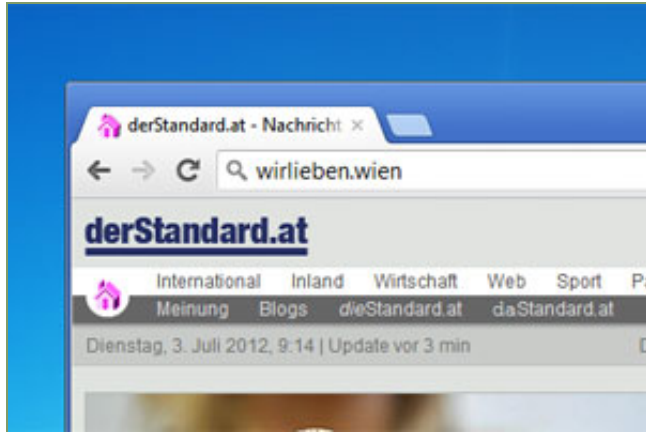 derStandard.at - Nachricht
wirlieben.wien
derStandard.at
International Inland Wirtschaft Web Sport
Meinung Blogs dieStandard.at daStandard.at
Dienstag, 3. Juli 2012, 9:14 | Update vor 3 min